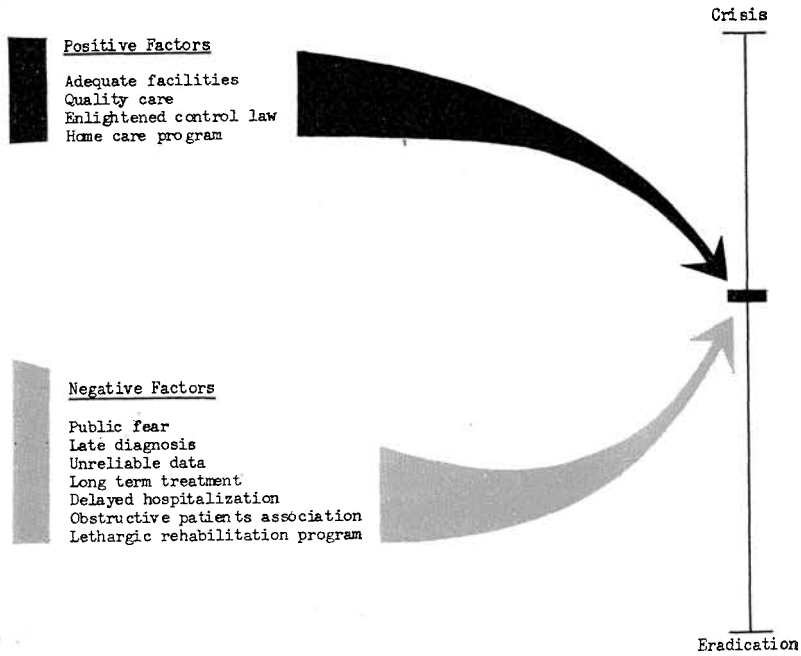 Crisis
Positive Factors
Adequate facilities
Quality care
Enlightened control law
Home care program
Negative Factors
Public fear
Late diagnosis
Unreliable data
Long term treatment
Delayed hospitalization
Obstructive patients association
Lethargic rehabilitation program
Eradication